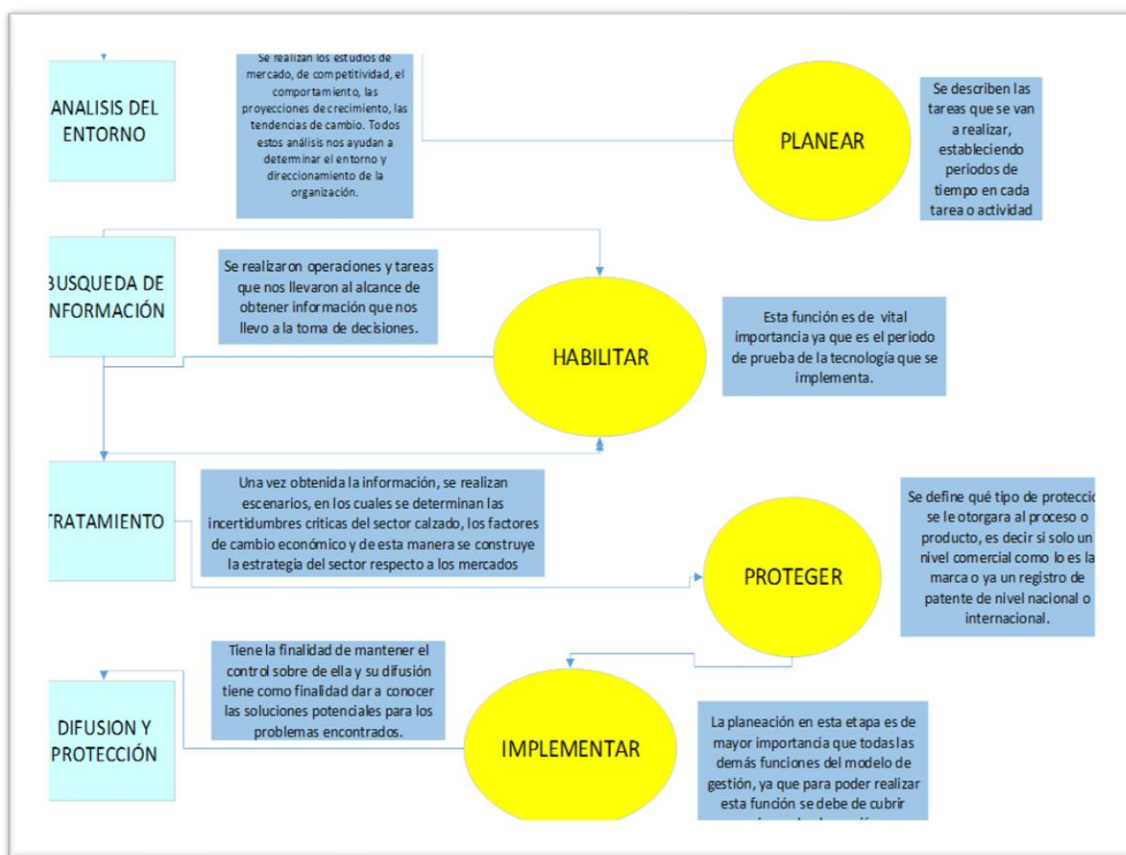 Se realizan los estudios de
mercado, de competitividad, el
comportamiento, las
proyecciones de crecimiento, las
tendencias de cambio. Todos
estos análisis nos ayudan a
determinar el entorno y
direccionamiento de la
organización.
ANALISIS DEL
ENTORNO
PLANEAR
Se describen las
tareas que se van
a realizar,
estableciendo
periodos de
tiempo en cada
tarea o actividad
BUSQUEDA DE
INFORMACIÓN
Se realizaron operaciones y tareas
que nos llevaron al alcance de
obtener información que nos
llevo a la toma de decisiones.
HABILITAR
Esta función es de vital
importancia ya que es el periodo
de prueba de la tecnología que se
implementa.
TRATAMIENTO
Una vez obtenida la información, se realizan
escenarios, en los cuales se determinan las
incertidumbres criticas del sector calzado, los factores
de cambio económico y de esta manera se construye
la estrategia del sector respecto a los mercados
PROTEGER
Se define qué tipo de protecció
se le otorgara al proceso o
producto, es decir si solo un
nivel comercial como lo es la
marca o ya un registro de
patente de nivel nacional o
internacional.
DIFUSION Y
PROTECCIÓN
Tiene la finalidad de mantener el
control sobre de ella y su difusión
tiene como finalidad dar a conocer
las soluciones potenciales para los
problemas encontrados.
IMPLEMENTAR
La planeación en esta etapa es de
mayor importancia que todas las
demás funciones del modelo de
gestión, ya que para poder realizar
esta función se debe de cubrir